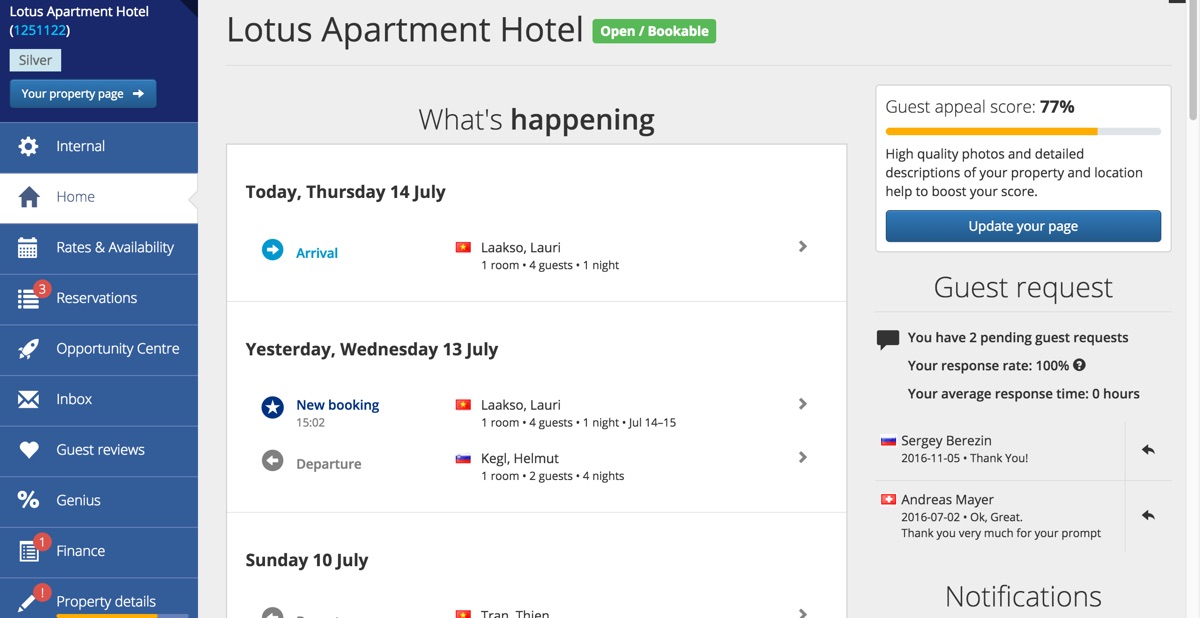 Lotus Apartment Hotel
(1251122)
Silver
Your property page
Internal
Home
Rates & Availability
3
Reservations
Opportunity Centre
Inbox
Guest reviews
Genius
1
Finance
!
Property details
Lotus Apartment Hotel
Open / Bookable
What's happening
Today, Thursday 14 July
Arrival
Laakso, Lauri
1 room • 4 guests • 1 night
Yesterday, Wednesday 13 July
New booking
15:02
Laakso, Lauri
1 room • 4 guests • 1 night • Jul 14–15
Departure
Kegl, Helmut
1 room • 2 guests • 4 nights
Sunday 10 July
Tran, Thien
Guest appeal score: 77%
High quality photos and detailed
descriptions of your property and location
help to boost your score.
Update your page
Guest request
You have 2 pending guest requests
Your response rate: 100% ?
Your average response time: 0 hours
Sergey Berezin
2016-11-05 • Thank You!
Andreas Mayer
2016-07-02 • Ok, Great.
Thank you very much for your prompt
Notifications